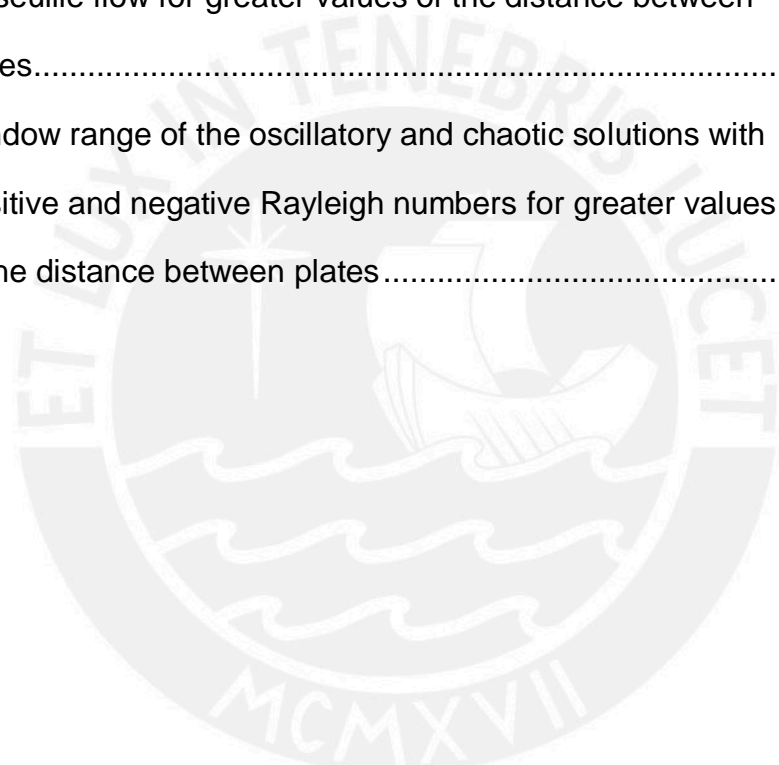 seuille flow for greater values of the distance between
es...................................................................................
ndow range of the oscillatory and chaotic solutions with
sitive and negative Rayleigh numbers for greater values
he distance between plates............................................
ET LUX IN TENEBRIS LUCET
MCMXVII